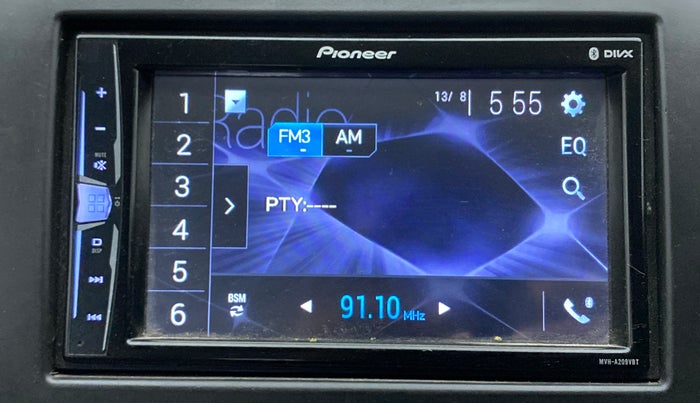 Pioneer
DIVX
1
2
3
4
5
6
Radio
13/ 8
5 55
FM3
AM
EQ
PTY:----
BSM
91.10 MHz
+
-
MUTE
D
DISP
MVH-A209VBT